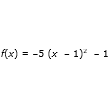 f(x) = −5 (x − 1)² − 1